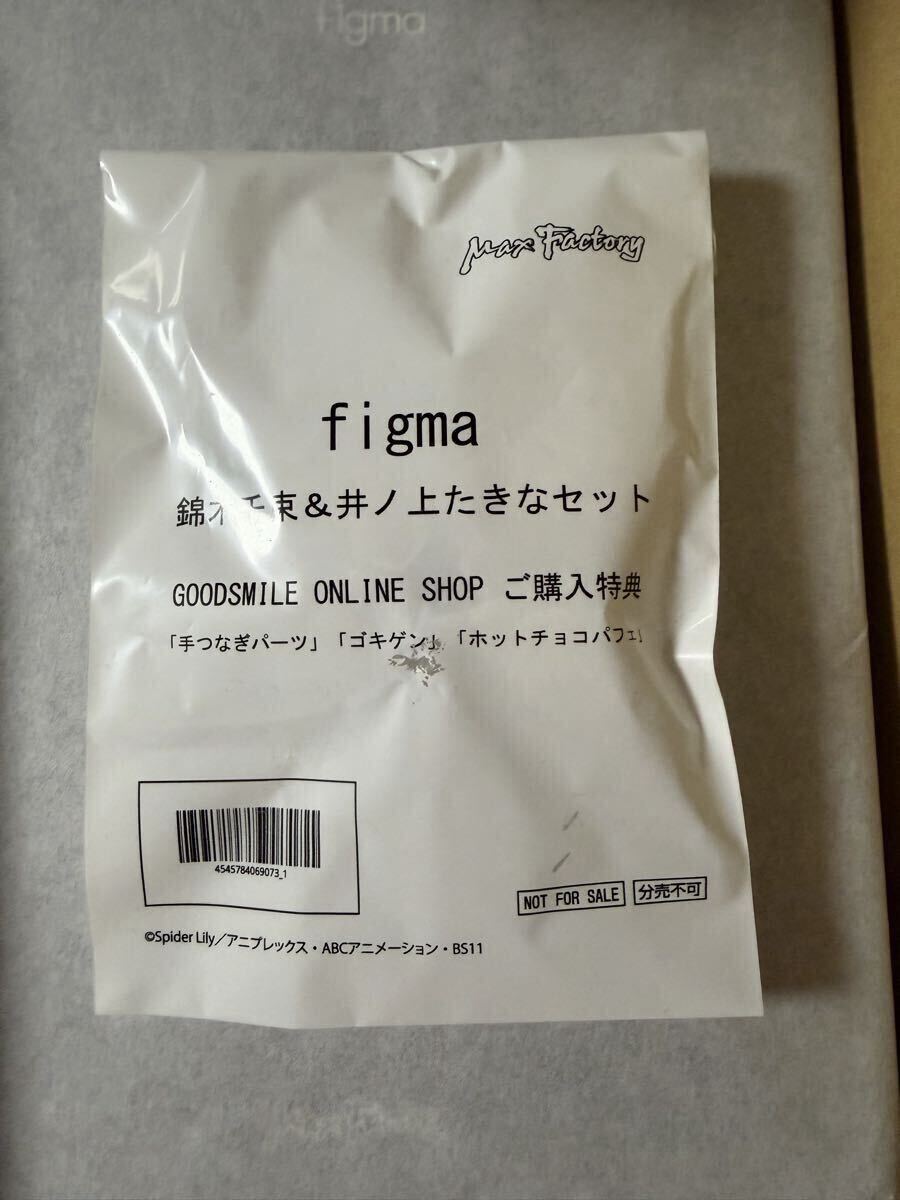 figma
Max Factory
figma
錦木千束&井ノ上たきなセット
GOODSMILE ONLINE SHOP ご購入特典
「手つなぎパーツ」「ゴキゲン」「ホットチョコパフェ」
4545784069073_1
NOT FOR SALE 分売不可
©Spider Lily／アニプレックス・ABCアニメーション・BS11
Max Factory